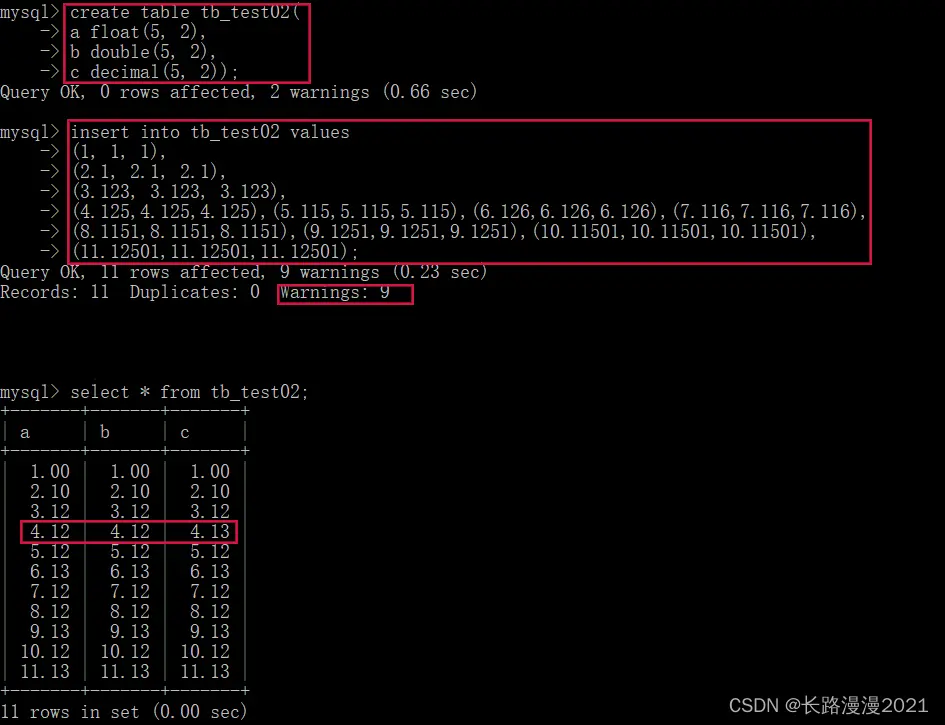 mysql> create table tb_test02(
    -> a float(5, 2),
    -> b double(5, 2),
    -> c decimal(5, 2));
Query OK, 0 rows affected, 2 warnings (0.66 sec)
mysql> insert into tb_test02 values
    -> (1, 1, 1),
    -> (2.1, 2.1, 2.1),
    -> (3.123, 3.123, 3.123),
    -> (4.125,4.125,4.125),(5.115,5.115,5.115),(6.126,6.126,6.126),(7.116,7.116,7.116),
    -> (8.1151,8.1151,8.1151),(9.1251,9.1251,9.1251),(10.11501,10.11501,10.11501),
    -> (11.12501,11.12501,11.12501);
Query OK, 11 rows affected, 9 warnings (0.23 sec)
Records: 11  Duplicates: 0  Warnings: 9
mysql> select * from tb_test02;
+-------+-------+-------+
| a     | b     | c     |
+-------+-------+-------+
|  1.00 |  1.00 |  1.00 |
|  2.10 |  2.10 |  2.10 |
|  3.12 |  3.12 |  3.12 |
|  4.12 |  4.12 |  4.13 |
|  5.12 |  5.12 |  5.12 |
|  6.13 |  6.13 |  6.13 |
|  7.12 |  7.12 |  7.12 |
|  8.12 |  8.12 |  8.12 |
|  9.13 |  9.13 |  9.13 |
| 10.12 | 10.12 | 10.12 |
| 11.13 | 11.13 | 11.13 |
+-------+-------+-------+
11 rows in set (0.00 sec)
CSDN @长路漫漫2021